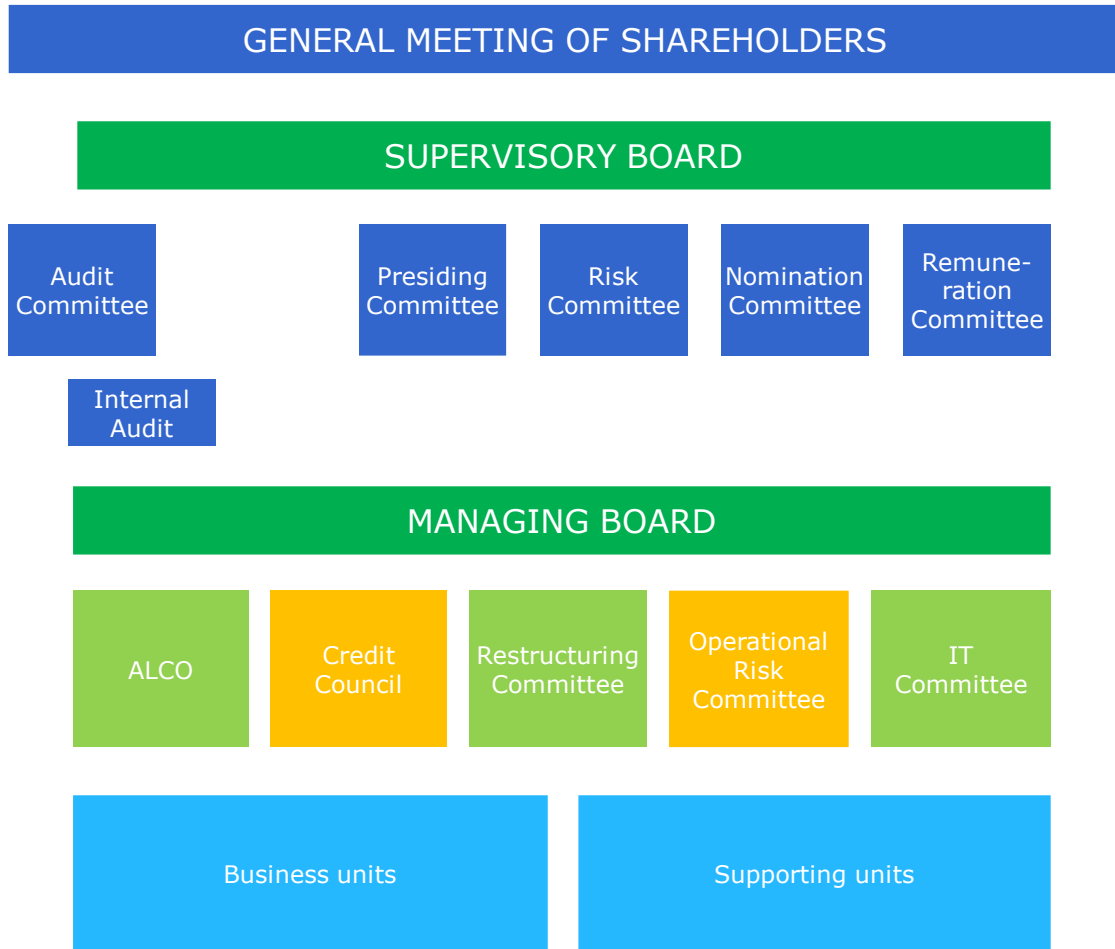 GENERAL MEETING OF SHAREHOLDERS
SUPERVISORY BOARD
Audit
Committee
Presiding
Committee
Risk
Committee
Nomination
Committee
Remune-
ration
Committee
Internal
Audit
MANAGING BOARD
ALCO
Credit
Council
Restructuring
Committee
Operational
Risk
Committee
IT
Committee
Business units
Supporting units